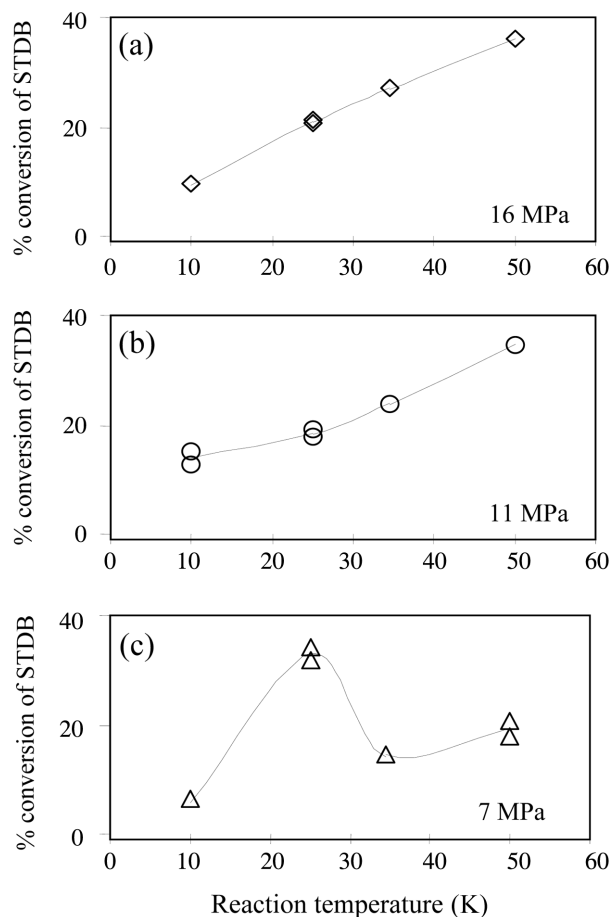 40
(a)
% conversion of STDB
20
16 MPa
0
0 10 20 30 40 50 60
40
(b)
% conversion of STDB
20
11 MPa
0
0 10 20 30 40 50 60
40
(c)
% conversion of STDB
20
7 MPa
0
0 10 20 30 40 50 60
Reaction temperature (K)